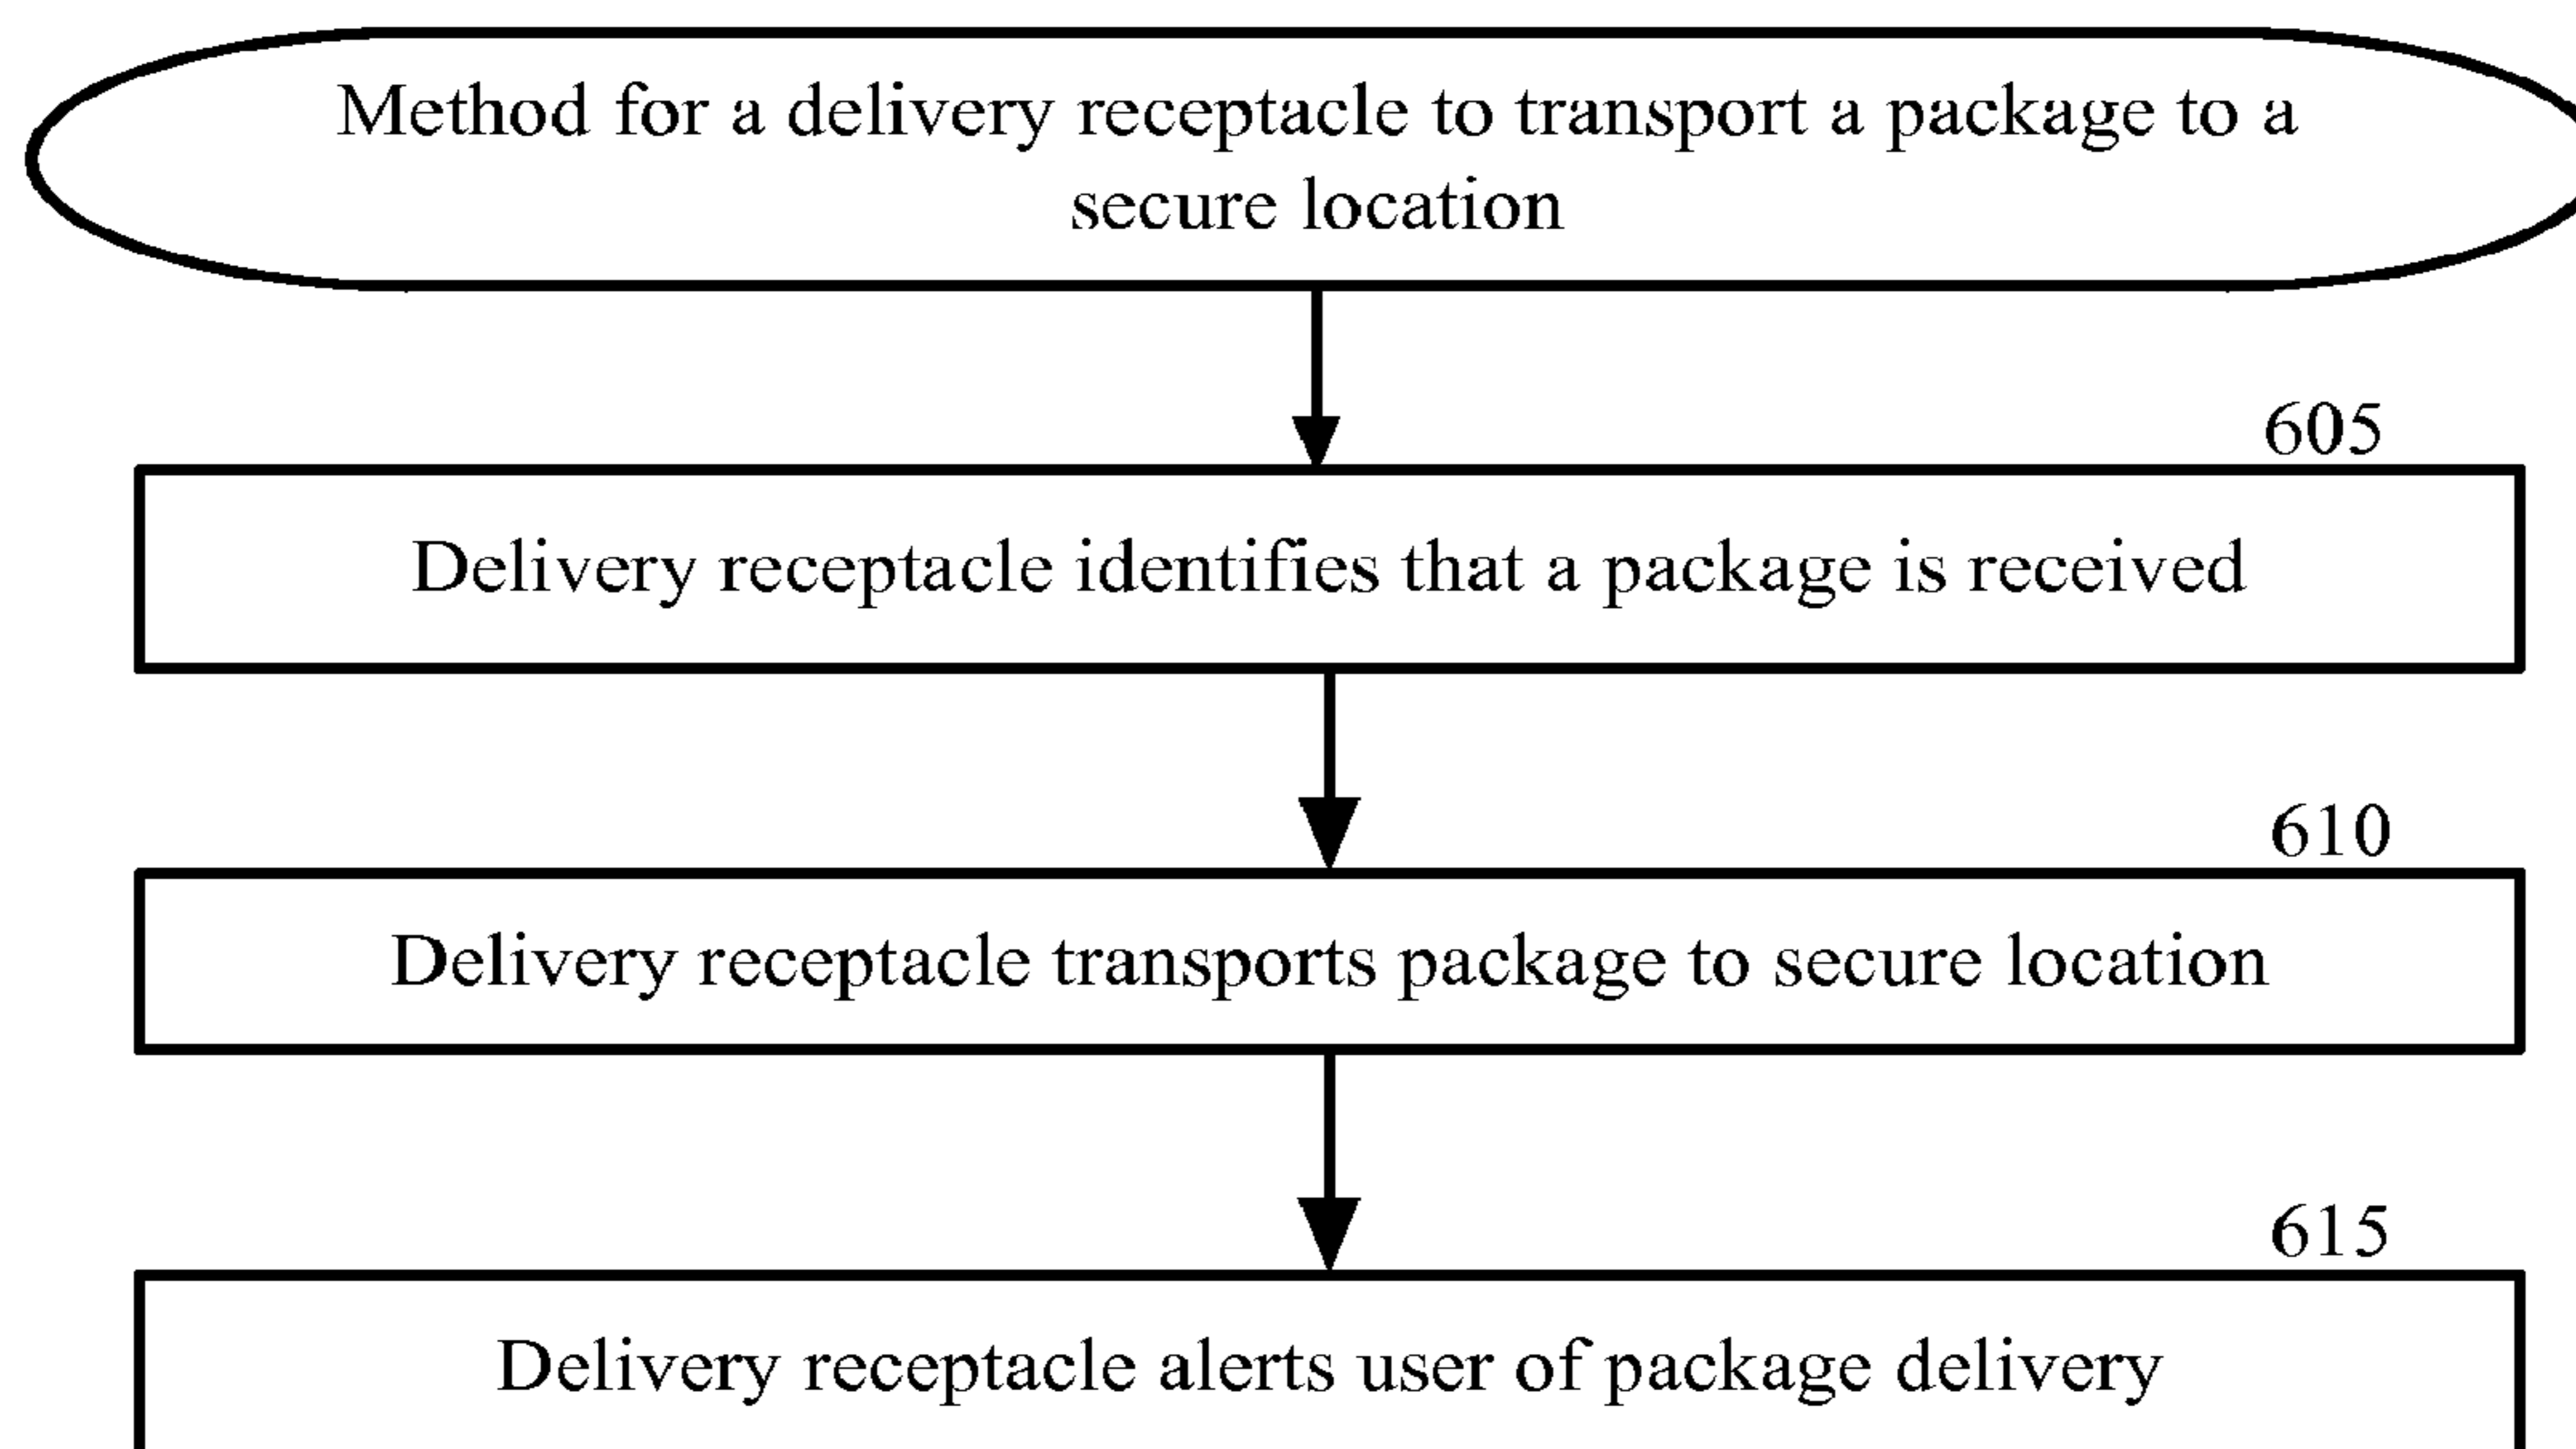 Method for a delivery receptacle to transport a package to a
secure location
605
Delivery receptacle identifies that a package is received
610
Delivery receptacle transports package to secure location
615
Delivery receptacle alerts user of package delivery